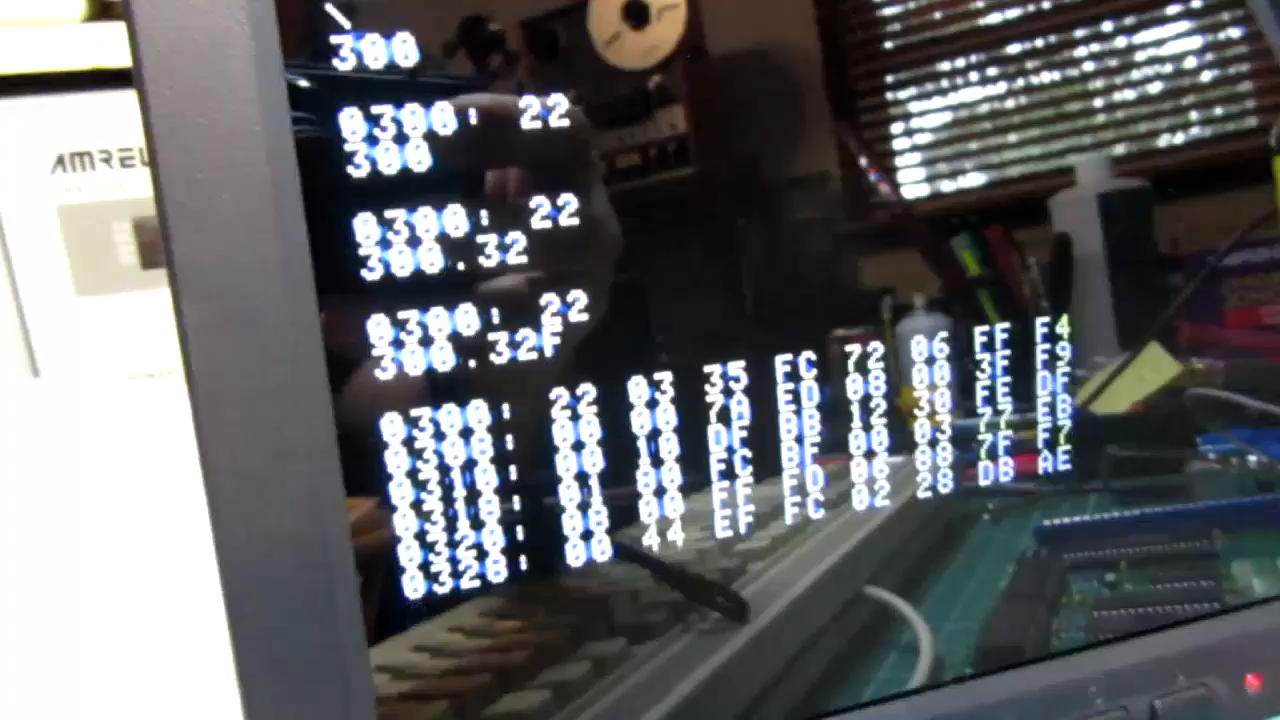 \
300
0300: 22
300
0300: 22
300.32
0300: 22
300.32F
0300: 22 03 35 FC 72 06 FF F4
0308: 00 00 7A ED 08 00 3F F9
0310: 00 10 DF BB 12 30 FE DF
0318: 01 80 FC BF 00 03 77 EB
0320: 08 00 FF FD 06 88 7F F7
0328: 00 44 EF FC 02 28 DB AE
AMREL